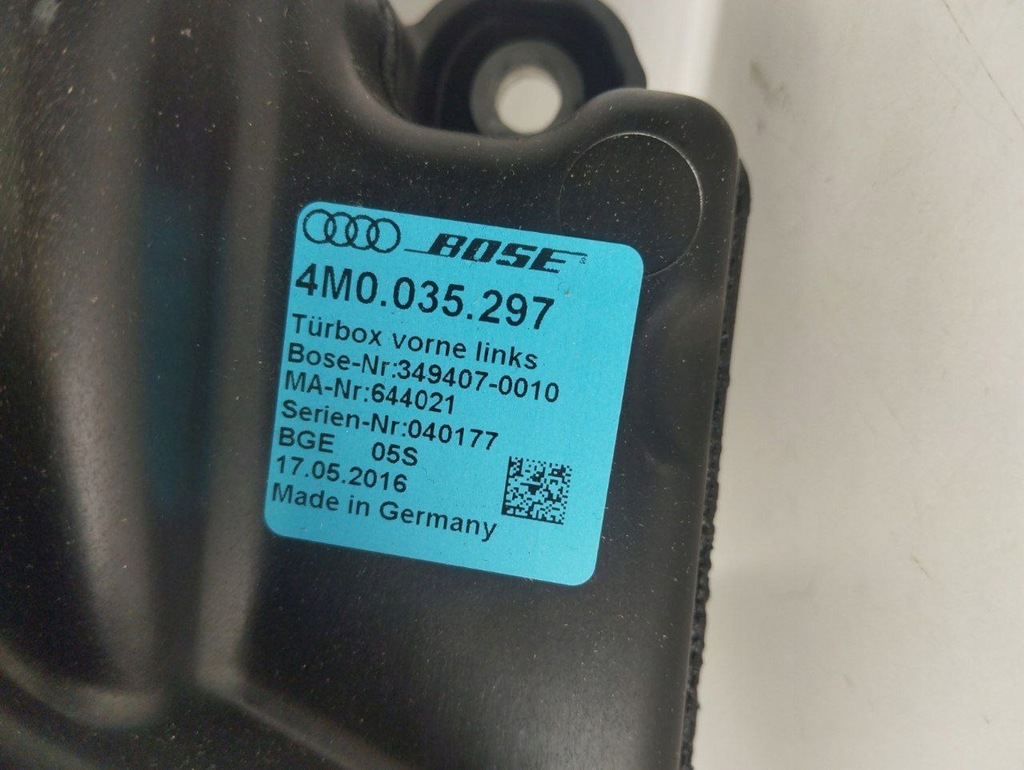 BOSE
4M0.035.297
Türbox vorne links
Bose-Nr:349407-0010
MA-Nr:644021
Serien-Nr:040177
BGE 05S
17.05.2016
Made in Germany